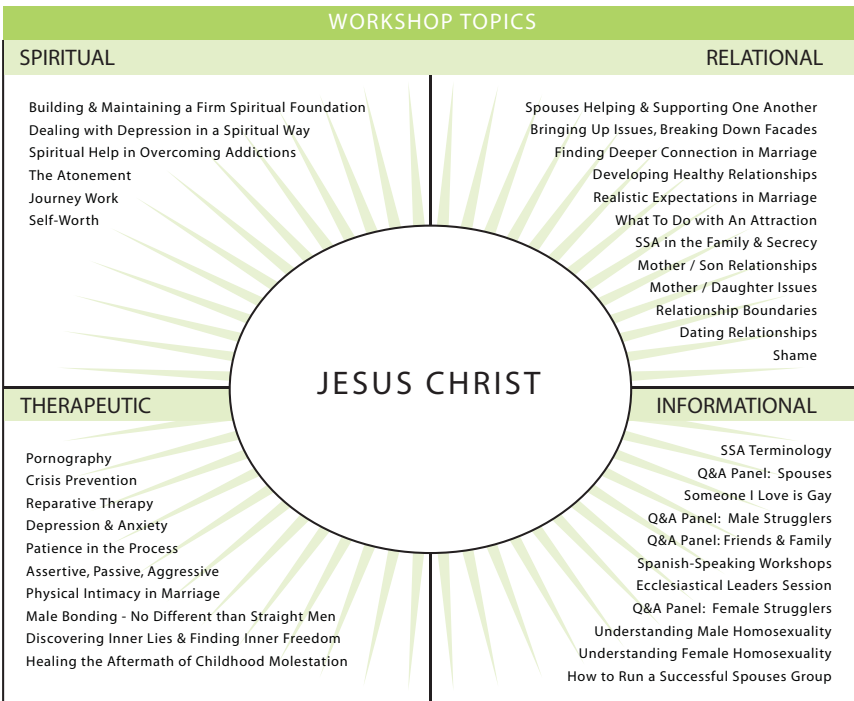 WORKSHOP TOPICS
SPIRITUAL
Building & Maintaining a Firm Spiritual Foundation
Dealing with Depression in a Spiritual Way
Spiritual Help in Overcoming Addictions
The Atonement
Journey Work
Self-Worth
RELATIONAL
Spouses Helping & Supporting One Another
Bringing Up Issues, Breaking Down Facades
Finding Deeper Connection in Marriage
Developing Healthy Relationships
Realistic Expectations in Marriage
What To Do with An Attraction
SSA in the Family & Secrecy
Mother / Son Relationships
Mother / Daughter Issues
Relationship Boundaries
Dating Relationships
Shame
JESUS CHRIST
THERAPEUTIC
Pornography
Crisis Prevention
Reparative Therapy
Depression & Anxiety
Patience in the Process
Assertive, Passive, Aggressive
Physical Intimacy in Marriage
Male Bonding - No Different than Straight Men
Discovering Inner Lies & Finding Inner Freedom
Healing the Aftermath of Childhood Molestation
INFORMATIONAL
SSA Terminology
Q&A Panel: Spouses
Someone I Love is Gay
Q&A Panel: Male Strugglers
Q&A Panel: Friends & Family
Spanish-Speaking Workshops
Ecclesiastical Leaders Session
Q&A Panel: Female Strugglers
Understanding Male Homosexuality
Understanding Female Homosexuality
How to Run a Successful Spouses Group